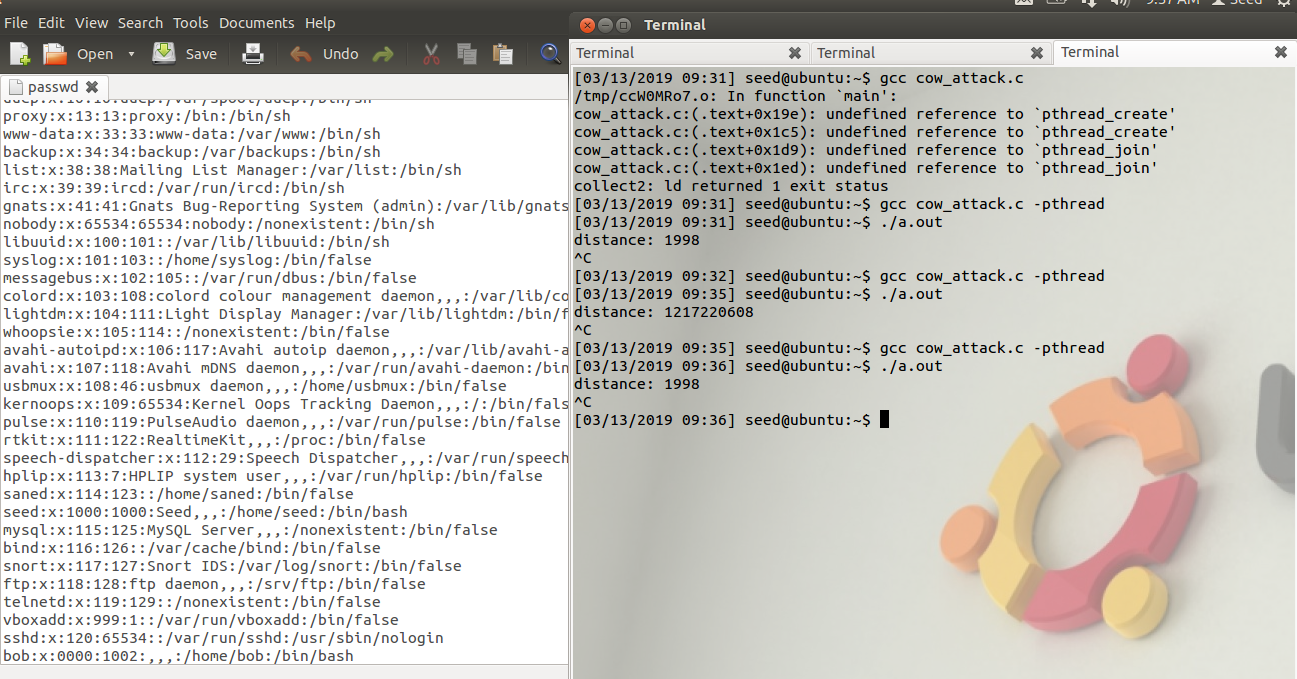 File Edit View Search Tools Documents Help
Open Save Undo
passwd
proxy:x:13:13:proxy:/bin:/bin/sh
www-data:x:33:33:www-data:/var/www:/bin/sh
backup:x:34:34:backup:/var/backups:/bin/sh
list:x:38:38:Mailing List Manager:/var/list:/bin/sh
irc:x:39:39:ircd:/var/run/ircd:/bin/sh
gnats:x:41:41:Gnats Bug-Reporting System (admin):/var/lib/gnats
nobody:x:65534:65534:nobody:/nonexistent:/bin/sh
libuuid:x:100:101::/var/lib/libuuid:/bin/sh
syslog:x:101:103::/home/syslog:/bin/false
messagebus:x:102:105::/var/run/dbus:/bin/false
colord:x:103:108:colord colour management daemon,,,:/var/lib/co
lightdm:x:104:111:Light Display Manager:/var/lib/lightdm:/bin/f
whoopsie:x:105:114::/nonexistent:/bin/false
avahi-autoipd:x:106:117:Avahi autoip daemon,,,:/var/lib/avahi-a
avahi:x:107:118:Avahi mDNS daemon,,,:/var/run/avahi-daemon:/bin
usbmux:x:108:46:usbmux daemon,,,:/home/usbmux:/bin/false
kernoops:x:109:65534:Kernel Oops Tracking Daemon,,,:/:/bin/fals
pulse:x:110:119:PulseAudio daemon,,,:/var/run/pulse:/bin/false
rtkit:x:111:122:RealtimeKit,,,:/proc:/bin/false
speech-dispatcher:x:112:29:Speech Dispatcher,,,:/var/run/speech
hplip:x:113:7:HPLIP system user,,,:/var/run/hplip:/bin/false
saned:x:114:123::/home/saned:/bin/false
seed:x:1000:1000:Seed,,,:/home/seed:/bin/bash
mysql:x:115:125:MySQL Server,,,:/nonexistent:/bin/false
bind:x:116:126::/var/cache/bind:/bin/false
snort:x:117:127:Snort IDS:/var/log/snort:/bin/false
ftp:x:118:128:ftp daemon,,,:/srv/ftp:/bin/false
telnetd:x:119:129::/nonexistent:/bin/false
vboxadd:x:999:1::/var/run/vboxadd:/bin/false
sshd:x:120:65534::/var/run/sshd:/usr/sbin/nologin
bob:x:0000:1002:,,,:/home/bob:/bin/bash
Terminal
Terminal Terminal Terminal
[03/13/2019 09:31] seed@ubuntu:~$ gcc cow_attack.c
/tmp/ccW0MRo7.o: In function `main':
cow_attack.c:(.text+0x19e): undefined reference to `pthread_create'
cow_attack.c:(.text+0x1c5): undefined reference to `pthread_create'
cow_attack.c:(.text+0x1d9): undefined reference to `pthread_join'
cow_attack.c:(.text+0x1ed): undefined reference to `pthread_join'
collect2: ld returned 1 exit status
[03/13/2019 09:31] seed@ubuntu:~$ gcc cow_attack.c -pthread
[03/13/2019 09:31] seed@ubuntu:~$ ./a.out
distance: 1998
^C
[03/13/2019 09:32] seed@ubuntu:~$ gcc cow_attack.c -pthread
[03/13/2019 09:35] seed@ubuntu:~$ ./a.out
distance: 1217220608
^C
[03/13/2019 09:35] seed@ubuntu:~$ gcc cow_attack.c -pthread
[03/13/2019 09:36] seed@ubuntu:~$ ./a.out
distance: 1998
^C
[03/13/2019 09:36] seed@ubuntu:~$